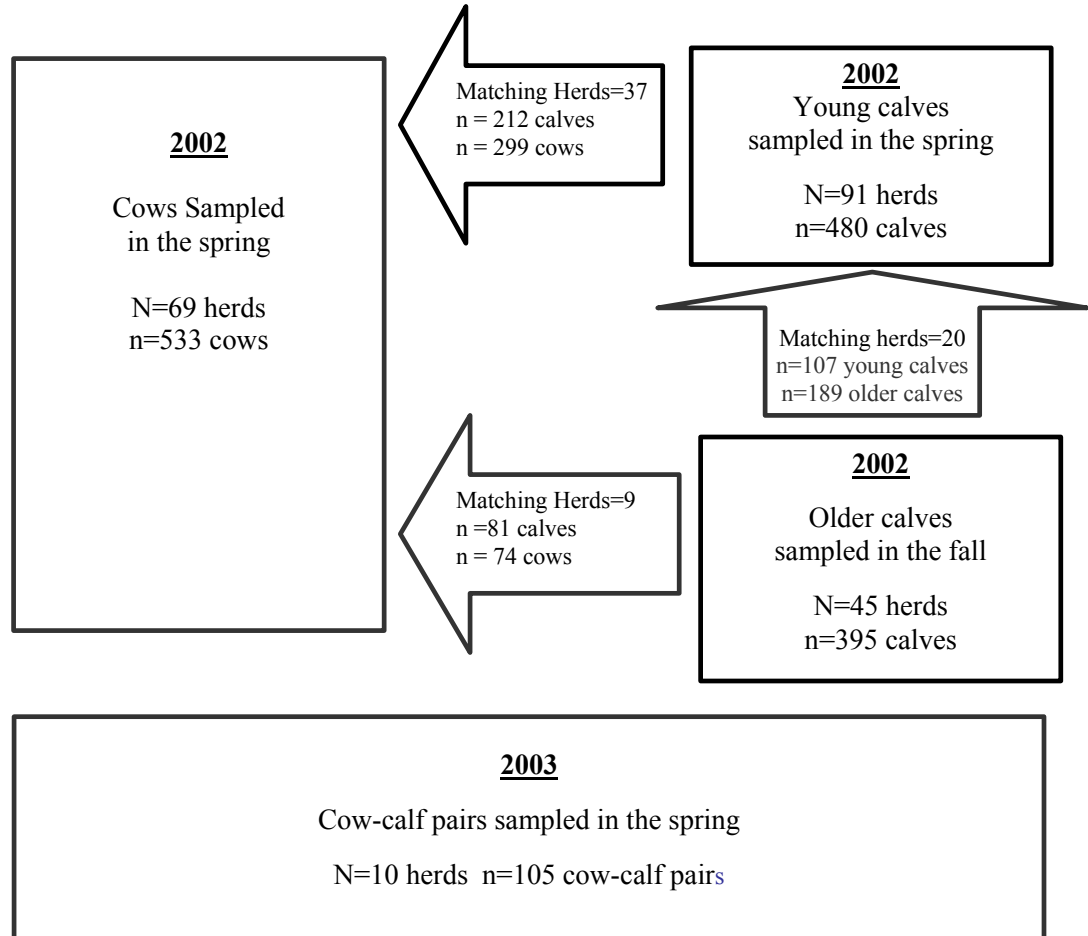 2002
Cows Sampled
in the spring
N=69 herds
n=533 cows
Matching Herds=37
n = 212 calves
n = 299 cows
2002
Young calves
sampled in the spring
N=91 herds
n=480 calves
Matching herds=20
n=107 young calves
n=189 older calves
Matching Herds=9
n =81 calves
n = 74 cows
2002
Older calves
sampled in the fall
N=45 herds
n=395 calves
2003
Cow-calf pairs sampled in the spring
N=10 herds  n=105 cow-calf pairs